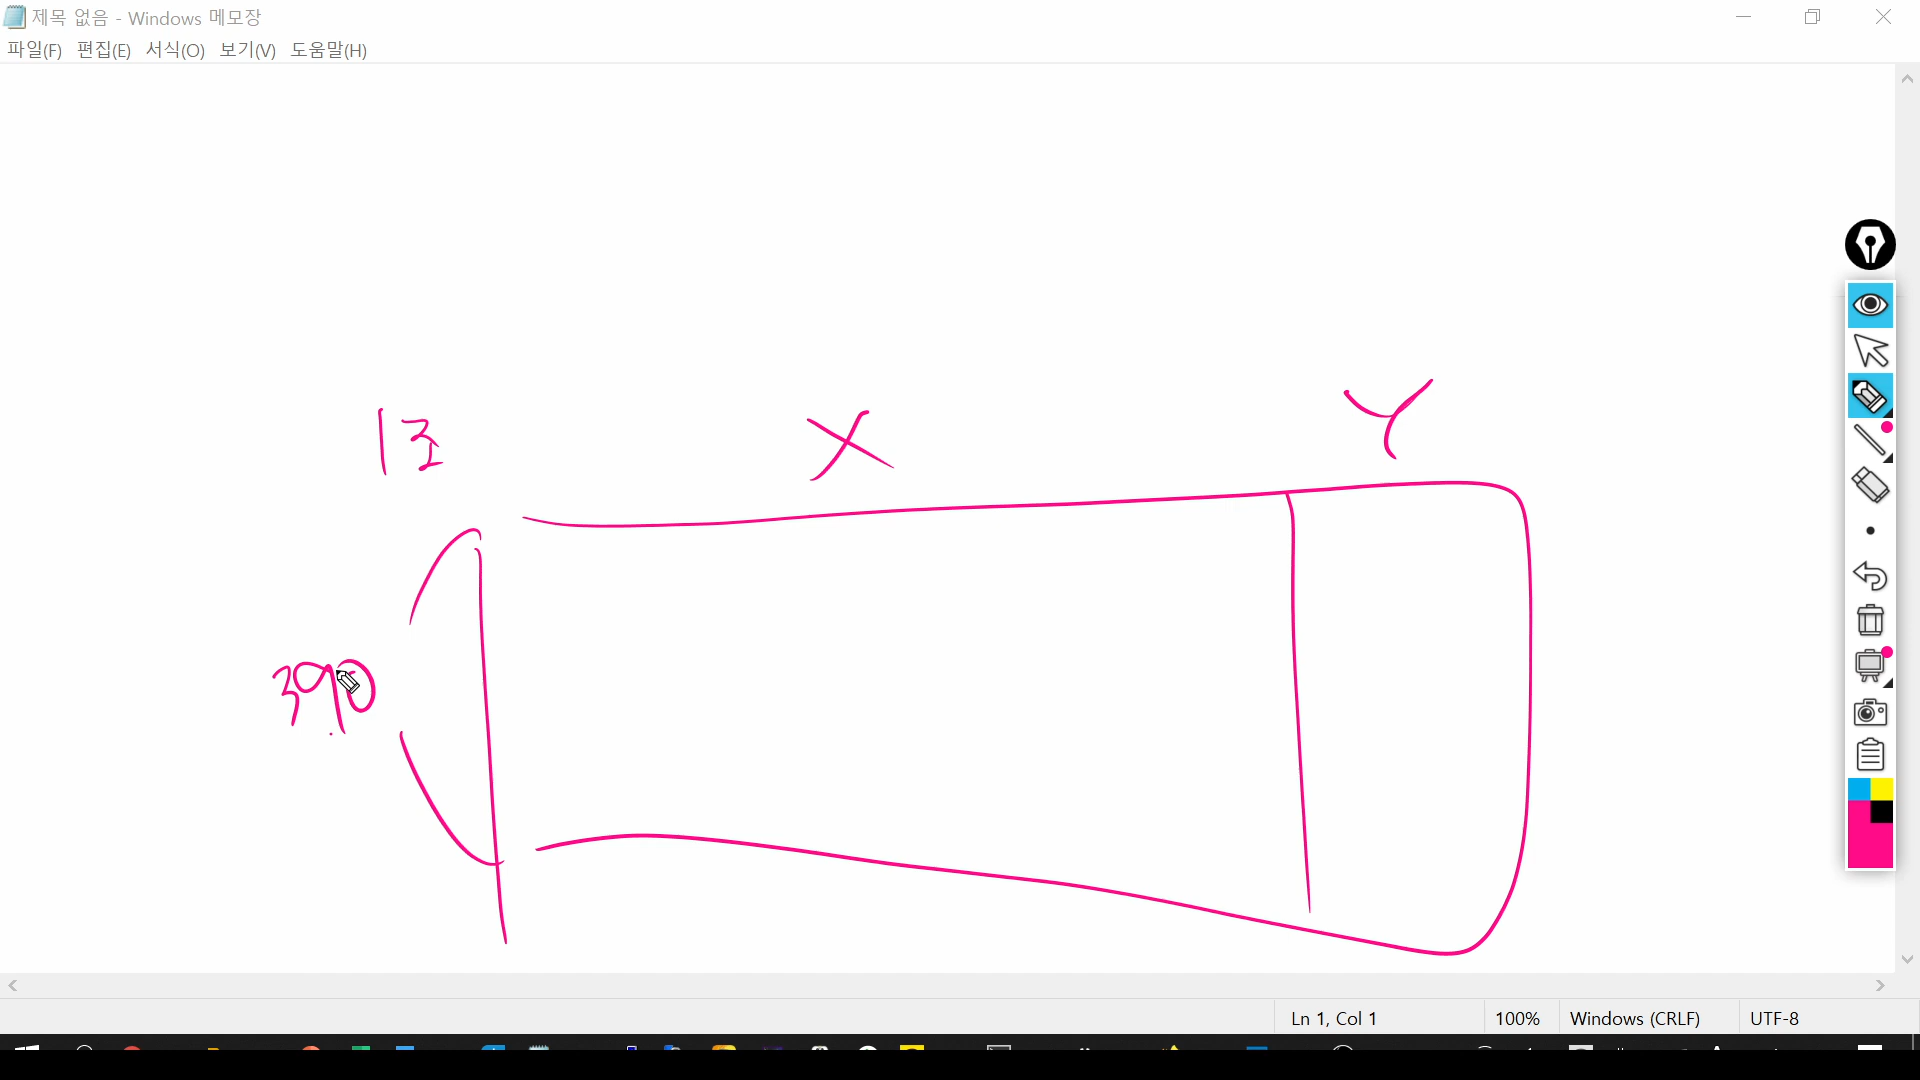 제목 없음 - Windows 메모장
파일(F) 편집(E) 서식(O) 보기(V) 도움말(H)
13 X Y
390
Ln 1, Col 1 100% Windows (CRLF) UTF-8